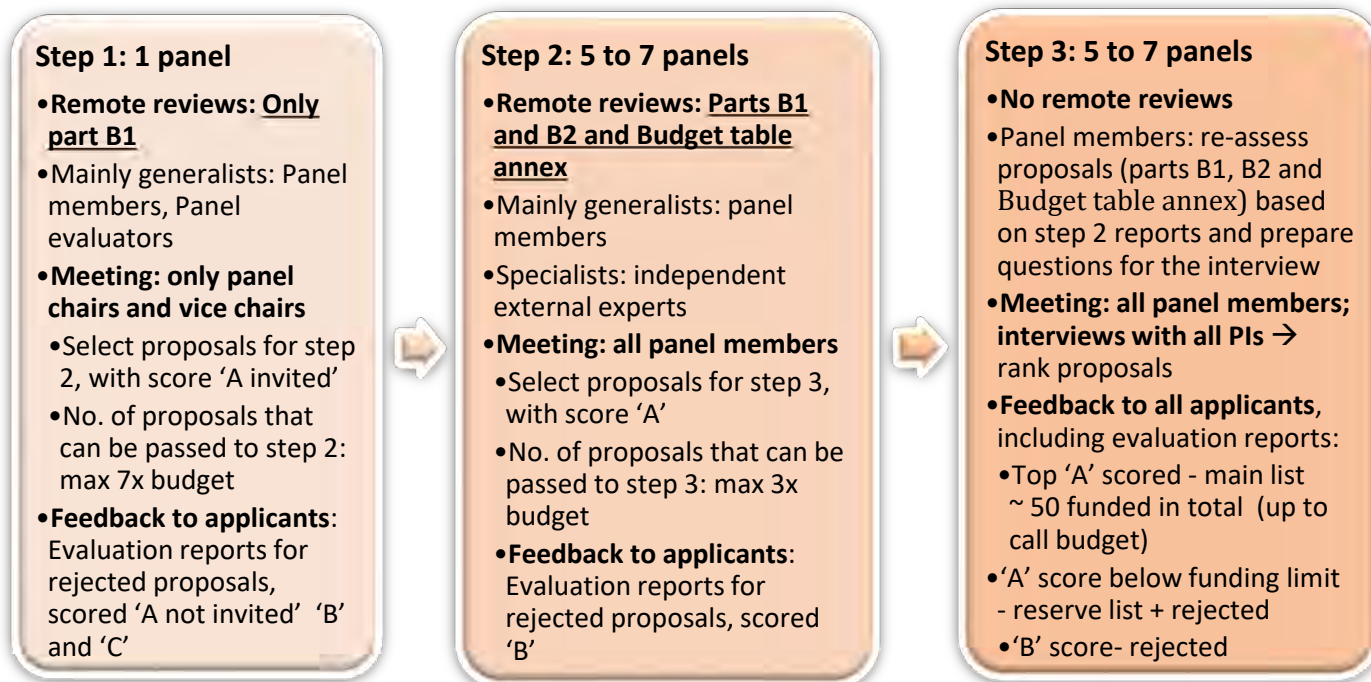 Step 1: 1 panel
•Remote reviews: Only
part B1
•Mainly generalists: Panel
members, Panel
evaluators
•Meeting: only panel
chairs and vice chairs
•Select proposals for step
2, with score ‘A invited’
•No. of proposals that
can be passed to step 2:
max 7x budget
•Feedback to applicants:
Evaluation reports for
rejected proposals,
scored ‘A not invited’ ‘B’
and ‘C’
Step 2: 5 to 7 panels
•Remote reviews: Parts B1
and B2 and Budget table
annex
•Mainly generalists: panel
members
•Specialists: independent
external experts
•Meeting: all panel members
•Select proposals for step 3,
with score ‘A’
•No. of proposals that can be
passed to step 3: max 3x
budget
•Feedback to applicants:
Evaluation reports for
rejected proposals, scored
‘B’
Step 3: 5 to 7 panels
•No remote reviews
•Panel members: re-assess
proposals (parts B1, B2 and
Budget table annex) based
on step 2 reports and prepare
questions for the interview
•Meeting: all panel members;
interviews with all PIs →
rank proposals
•Feedback to all applicants,
including evaluation reports:
•Top ‘A’ scored - main list
~ 50 funded in total (up to
call budget)
•‘A’ score below funding limit
- reserve list + rejected
•‘B’ score- rejected